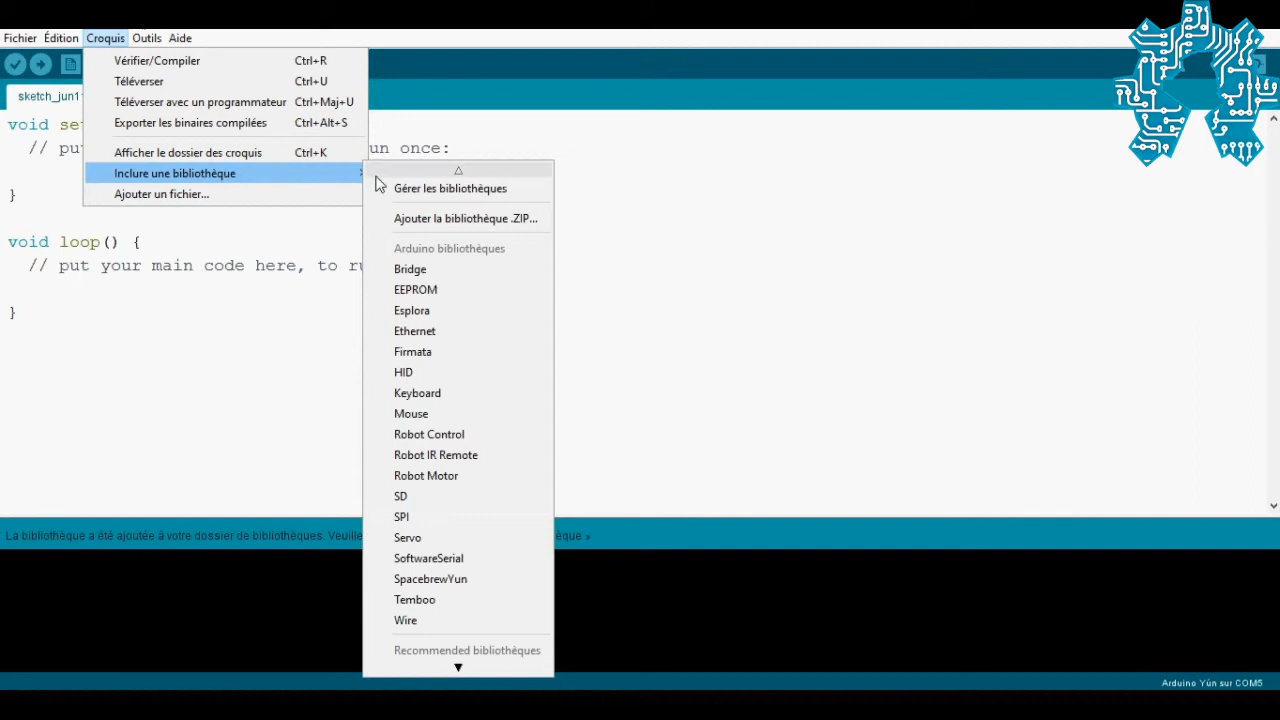 Fichier Édition Croquis Outils Aide
Vérifier/Compiler Ctrl+R
Téléverser Ctrl+U
Téléverser avec un programmateur Ctrl+Maj+U
Exporter les binaires compilées Ctrl+Alt+S
Afficher le dossier des croquis Ctrl+K
Inclure une bibliothèque
Ajouter un fichier...
Gérer les bibliothèques
Ajouter la bibliothèque .ZIP...
Arduino bibliothèques
Bridge
EEPROM
Esplora
Ethernet
Firmata
HID
Keyboard
Mouse
Robot Control
Robot IR Remote
Robot Motor
SD
SPI
Servo
SoftwareSerial
SpacebrewYun
Temboo
Wire
Recommended bibliothèques
sketch_jun1
void se
// pu un once:
}
void loop() {
// put your main code here, to ru
}
La bibliothèque a été ajoutée à votre dossier de bibliothèques. Veuille èque »
Arduino Yún sur COM5